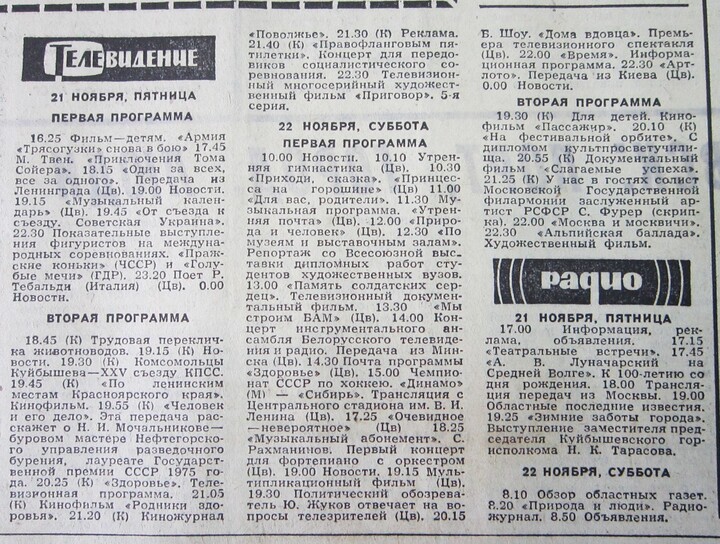 ТЕЛЕВИДЕНИЕ
21 НОЯБРЯ, ПЯТНИЦА
ПЕРВАЯ ПРОГРАММА
16.25 Фильм—детям. «Армия
«Трясогузки» снова в бою» 17.45
М. Твен. «Приключения Тома
Сойера». 18.15 «Один за всех,
все за одного». Передача из
Ленинграда (Цв). 19.00 Новости.
19.15 «Музыкальный кален-
дарь» (Цв). 19.45 «От съезда к
съезду. Советская Украина».
22.30 Показательные выступле-
ния фигуристов на междуна-
родных соревнованиях. «Праж-
ские коньки» (ЧССР) и «Голу-
бые мечи» (ГДР). 23.20 Поет Р.
Тебальди (Италия) (Цв). 0.00
Новости.
ВТОРАЯ ПРОГРАММА
18.45 (К) Трудовая переклич-
ка животноводов. 19.15 (К) Но-
вости. 19.30 (К) Комсомольцы
Куйбышева—XXV съезду КПСС.
19.45 (К) «По ленинским
местам Красноярского края».
Кинофильм. 19.55 (К) «Человек
и его дело». Эта передача рас-
скажет о Н. И. Мочальникове—
буровом мастере Нефтегорско-
го управления разведочного
бурения, лауреате Государст-
венной премии СССР 1975 го-
да. 20.25 (К) «Здоровье». Теле-
визионная программа. 21.05
(К) Кинофильм «Родники здо-
ровья». 21.20 (К) Киножурнал
«Поволжье». 21.30 (К) Реклама.
21.40 (К) «Правофланговым пя-
тилетки». Концерт для передо-
виков социалистического со-
ревнования. 22.30 Телевизион-
ный многосерийный художест-
венный фильм «Приговор». 5-я
серия.
22 НОЯБРЯ, СУББОТА
ПЕРВАЯ ПРОГРАММА
10.00 Новости. 10.10 Утрен-
няя гимнастика (Цв). 10.30
«Приходи, сказка». «Принцес-
са на горошине» (Цв) 11.00
«Для вас, родители». 11.30 Му-
зыкальная программа. «Утрен-
няя почта» (Цв). 12.00 «Приро-
да и человек» (Цв). 12.30 «По
музеям и выставочным залам».
Репортаж со Всесоюзной выс-
тавки дипломных работ сту-
дентов художественных вузов.
13.00 «Память солдатских сер-
дец». Телевизионный докумен-
тальный фильм. 13.30 «Мы
строим БАМ» (Цв). 14.00 Кон-
церт инструментального ан-
самбля Белорусского телевиде-
ния и радио. Передача из Мин-
ска (Цв). 14.30 Почта программы
«Здоровье» (Цв). 15.00 Чемпио-
нат СССР по хоккею. «Динамо»
(М) — «Сибирь». Трансляция с
Центрального стадиона им. В. И.
Ленина (Цв). 17.25 «Очевидное
—невероятное» (Цв) 18.25
«Музыкальный абонемент». С.
Рахманинов. Первый концерт
для фортепиано с оркестром
(Цв). 19.00 Новости. 19.15 Муль-
типликационный фильм (Цв).
19.30 Политический обозрева-
тель Ю. Жуков отвечает на во-
просы телезрителей (Цв). 20.15
Б. Шоу. «Дома вдовца». Премье-
ра телевизионного спектакля
(Цв). 22.00 «Время». Информа-
ционная программа. 22.30 «Арт-
лото». Передача из Киева (Цв).
0.00 Новости.
ВТОРАЯ ПРОГРАММА
19.30 (К) Для детей. Кино-
фильм «Пассажир». 20.10 (К)
«На фестивальной орбите». С
дипломом культпросветучили-
ща. 20.55 (К) Документальный
фильм «Слагаемые успеха».
21.25 (К) У нас в гостях солист
Московской Государственной
филармонии заслуженный ар-
тист РСФСР С. Фурер (скрип-
ка). 22.00 «Москва и москвичи».
22.30 «Альпийская баллада».
Художественный фильм.
РАДИО
21 НОЯБРЯ, ПЯТНИЦА
17.00 Информация, рек-
лама, объявления. 17.15
«Театральные встречи». 17.45
«А. В. Луначарский на
Средней Волге». К 100-летию со
дня рождения. 18.00 Трансля-
ция передач из Москвы. 19.00
Областные последние известия.
19.25 «Зимние заботы города».
Выступление заместителя пред-
седателя Куйбышевского гор-
исполкома Н. К. Тарасова.
22 НОЯБРЯ, СУББОТА
8.10 Обзор областных газет.
8.20 «Природа и люди». Радио-
журнал. 8.50 Объявления.